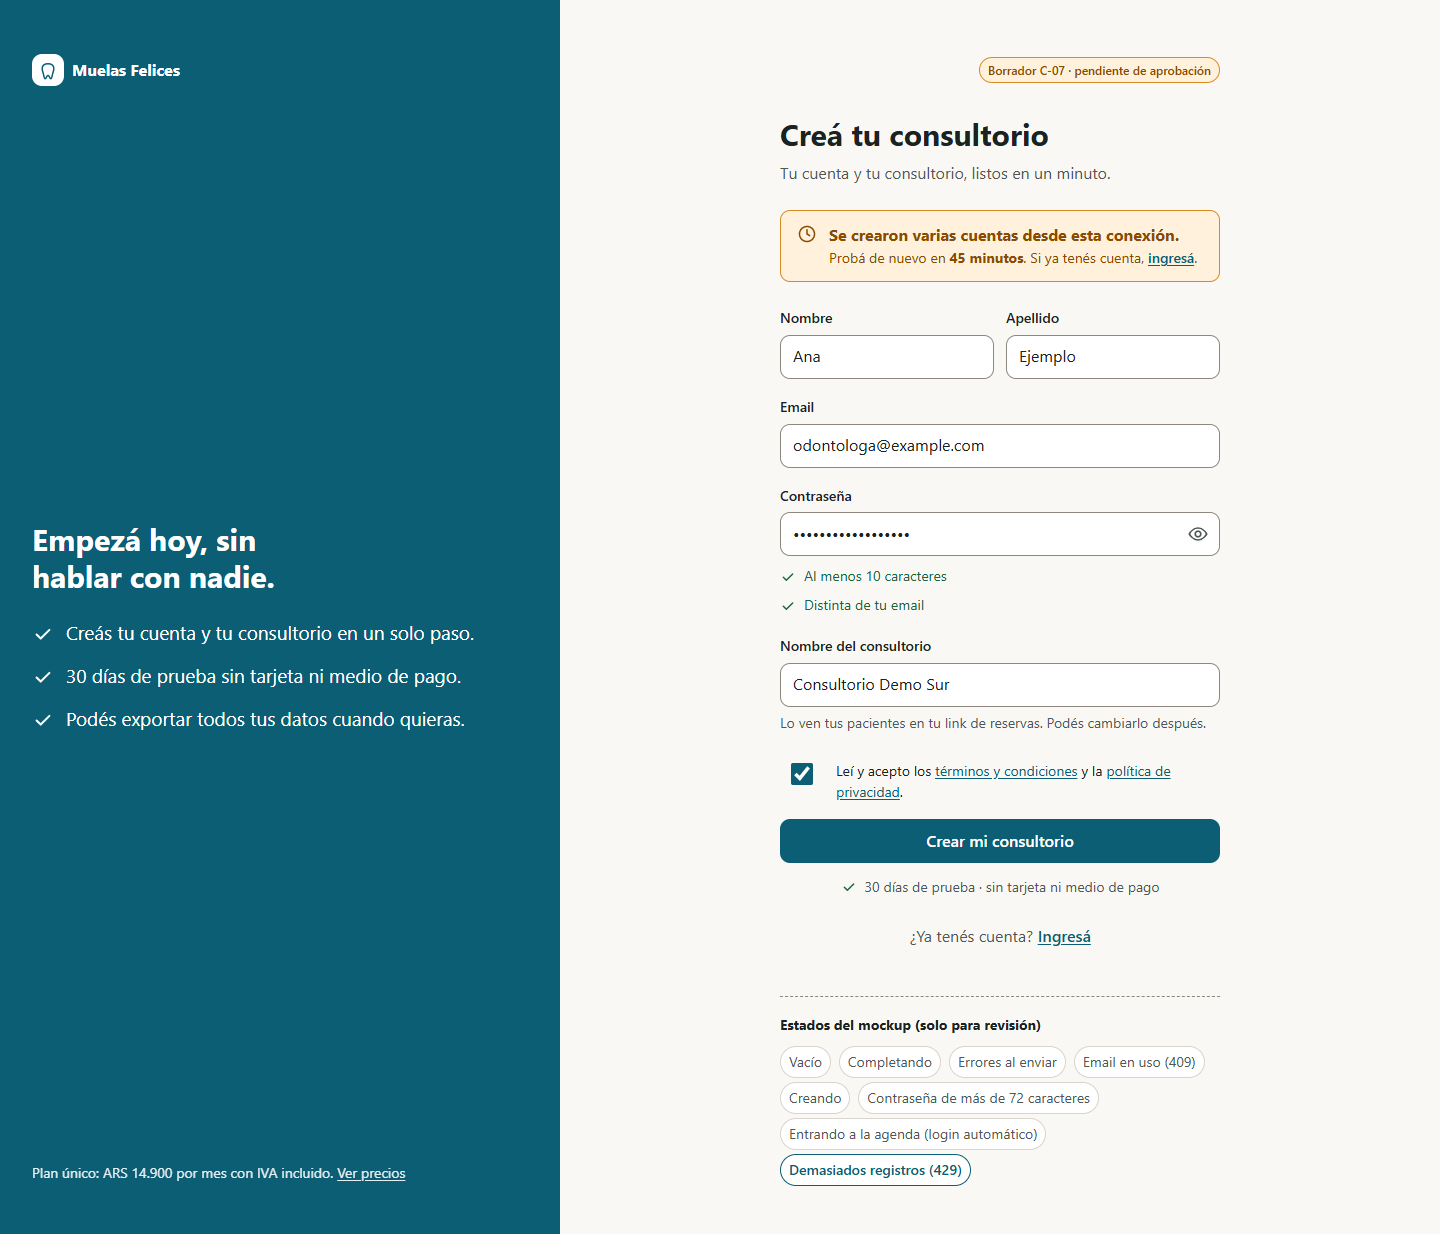 Muelas Felices
Empezá hoy, sin
hablar con nadie.
Creás tu cuenta y tu consultorio en un solo paso.
30 días de prueba sin tarjeta ni medio de pago.
Podés exportar todos tus datos cuando quieras.
Plan único: ARS 14.900 por mes con IVA incluido. Ver precios
Borrador C-07 · pendiente de aprobación
Creá tu consultorio
Tu cuenta y tu consultorio, listos en un minuto.
Se crearon varias cuentas desde esta conexión.
Probá de nuevo en 45 minutos. Si ya tenés cuenta, ingresá.
Nombre
Apellido
Ana
Ejemplo
Email
odontologa@example.com
Contraseña
••••••••••••••••••
Al menos 10 caracteres
Distinta de tu email
Nombre del consultorio
Consultorio Demo Sur
Lo ven tus pacientes en tu link de reservas. Podés cambiarlo después.
Leí y acepto los términos y condiciones y la política de
privacidad.
Crear mi consultorio
30 días de prueba · sin tarjeta ni medio de pago
¿Ya tenés cuenta? Ingresá
Estados del mockup (solo para revisión)
Vacío
Completando
Errores al enviar
Email en uso (409)
Creando
Contraseña de más de 72 caracteres
Entrando a la agenda (login automático)
Demasiados registros (429)